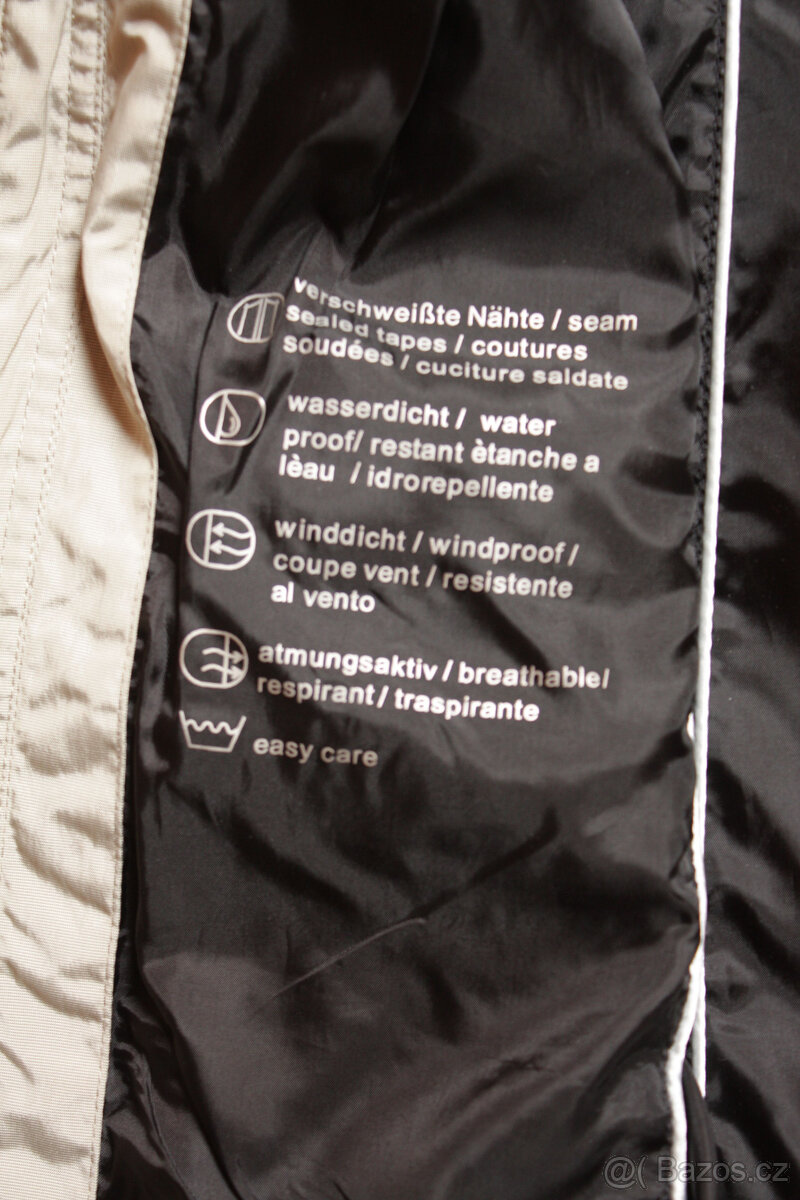 verschweißte Nähte / seam
sealed tapes / coutures
soudées / cuciture saldate
wasserdicht / water
proof/ restant ètanche a
lèau / idrorepellente
winddicht / windproof /
coupe vent / resistente
al vento
atmungsaktiv / breathable/
respirant / traspirante
easy care
@( Bazos.cz